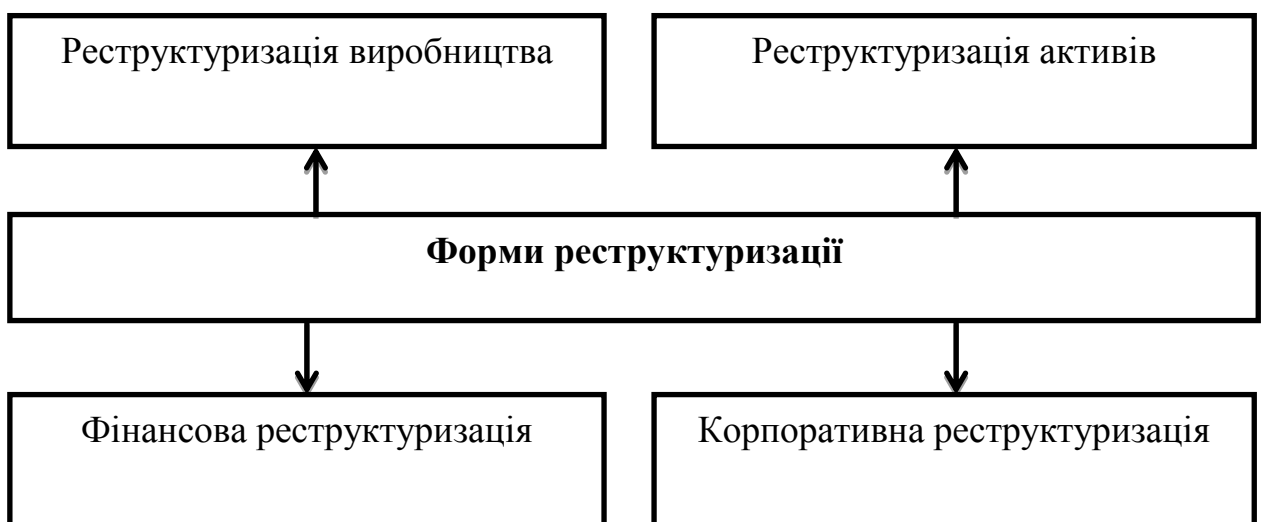 Реструктуризація виробництва
Реструктуризація активів
Форми реструктуризації
Фінансова реструктуризація
Корпоративна реструктуризація